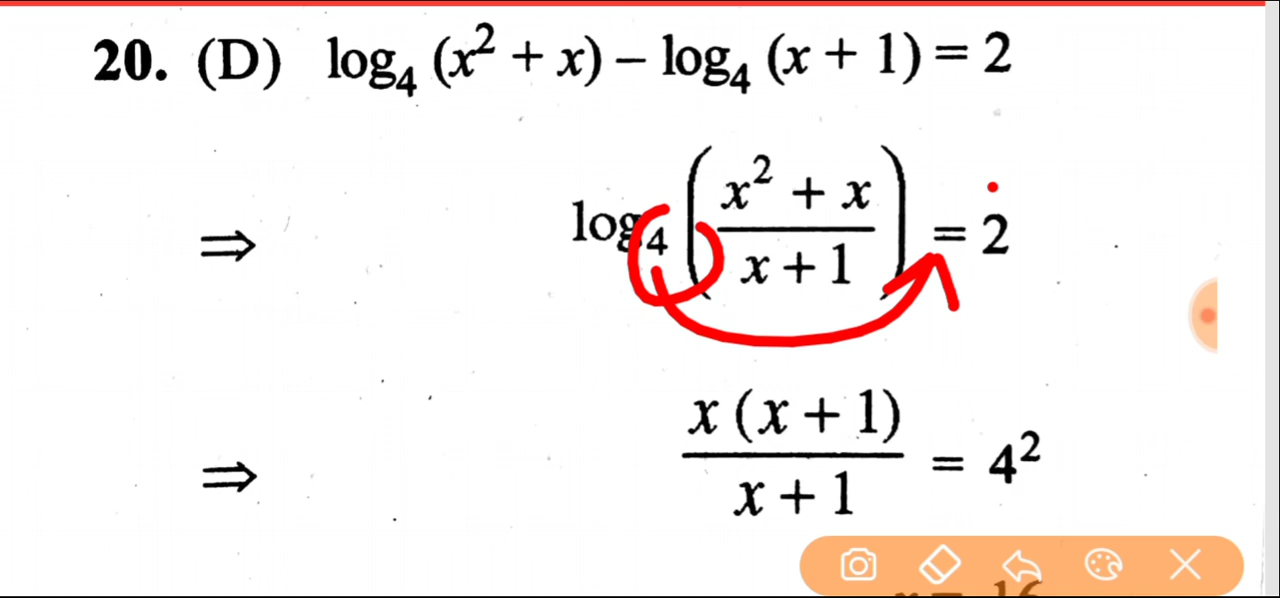 20. (D) log₄ (x² + x) – log₄ (x + 1) = 2
⇒ log₄ ((x² + x)/(x + 1)) = 2
⇒ (x (x + 1))/(x + 1) = 4²